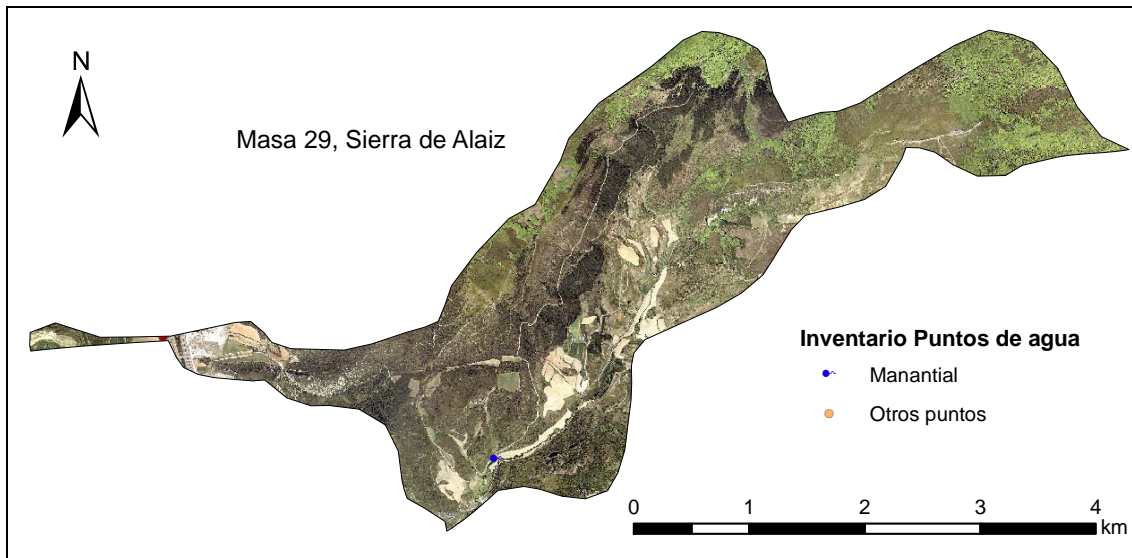 N
Masa 29, Sierra de Alaiz
Inventario Puntos de agua
Manantial
Otros puntos
0 1 2 3 4
km